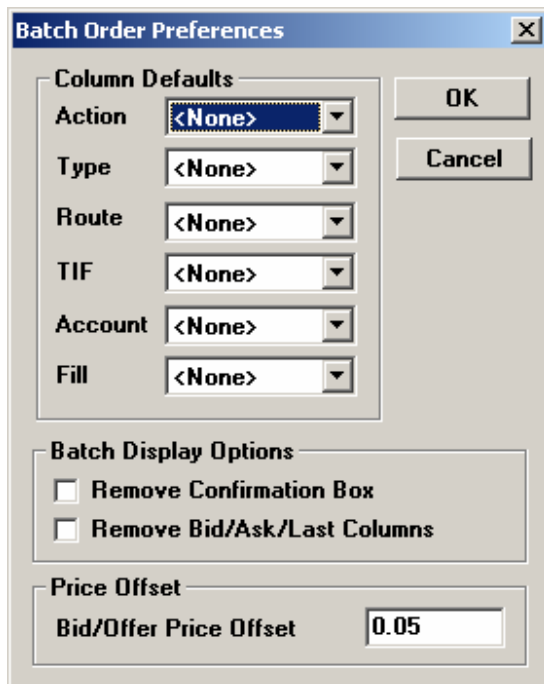 Batch Order Preferences
Column Defaults
Action <None>
Type <None>
Route <None>
TIF <None>
Account <None>
Fill <None>
OK
Cancel
Batch Display Options
Remove Confirmation Box
Remove Bid/Ask/Last Columns
Price Offset
Bid/Offer Price Offset 0.05